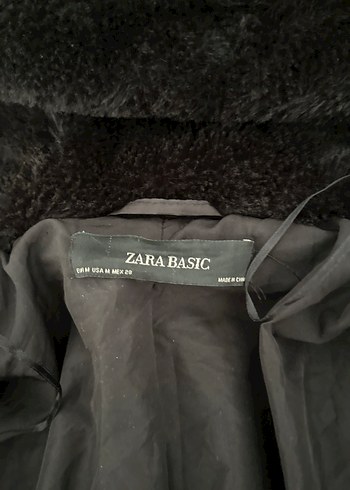 ZARA BASIC
EUR M USA M MEX 28
MADE IN CHINA